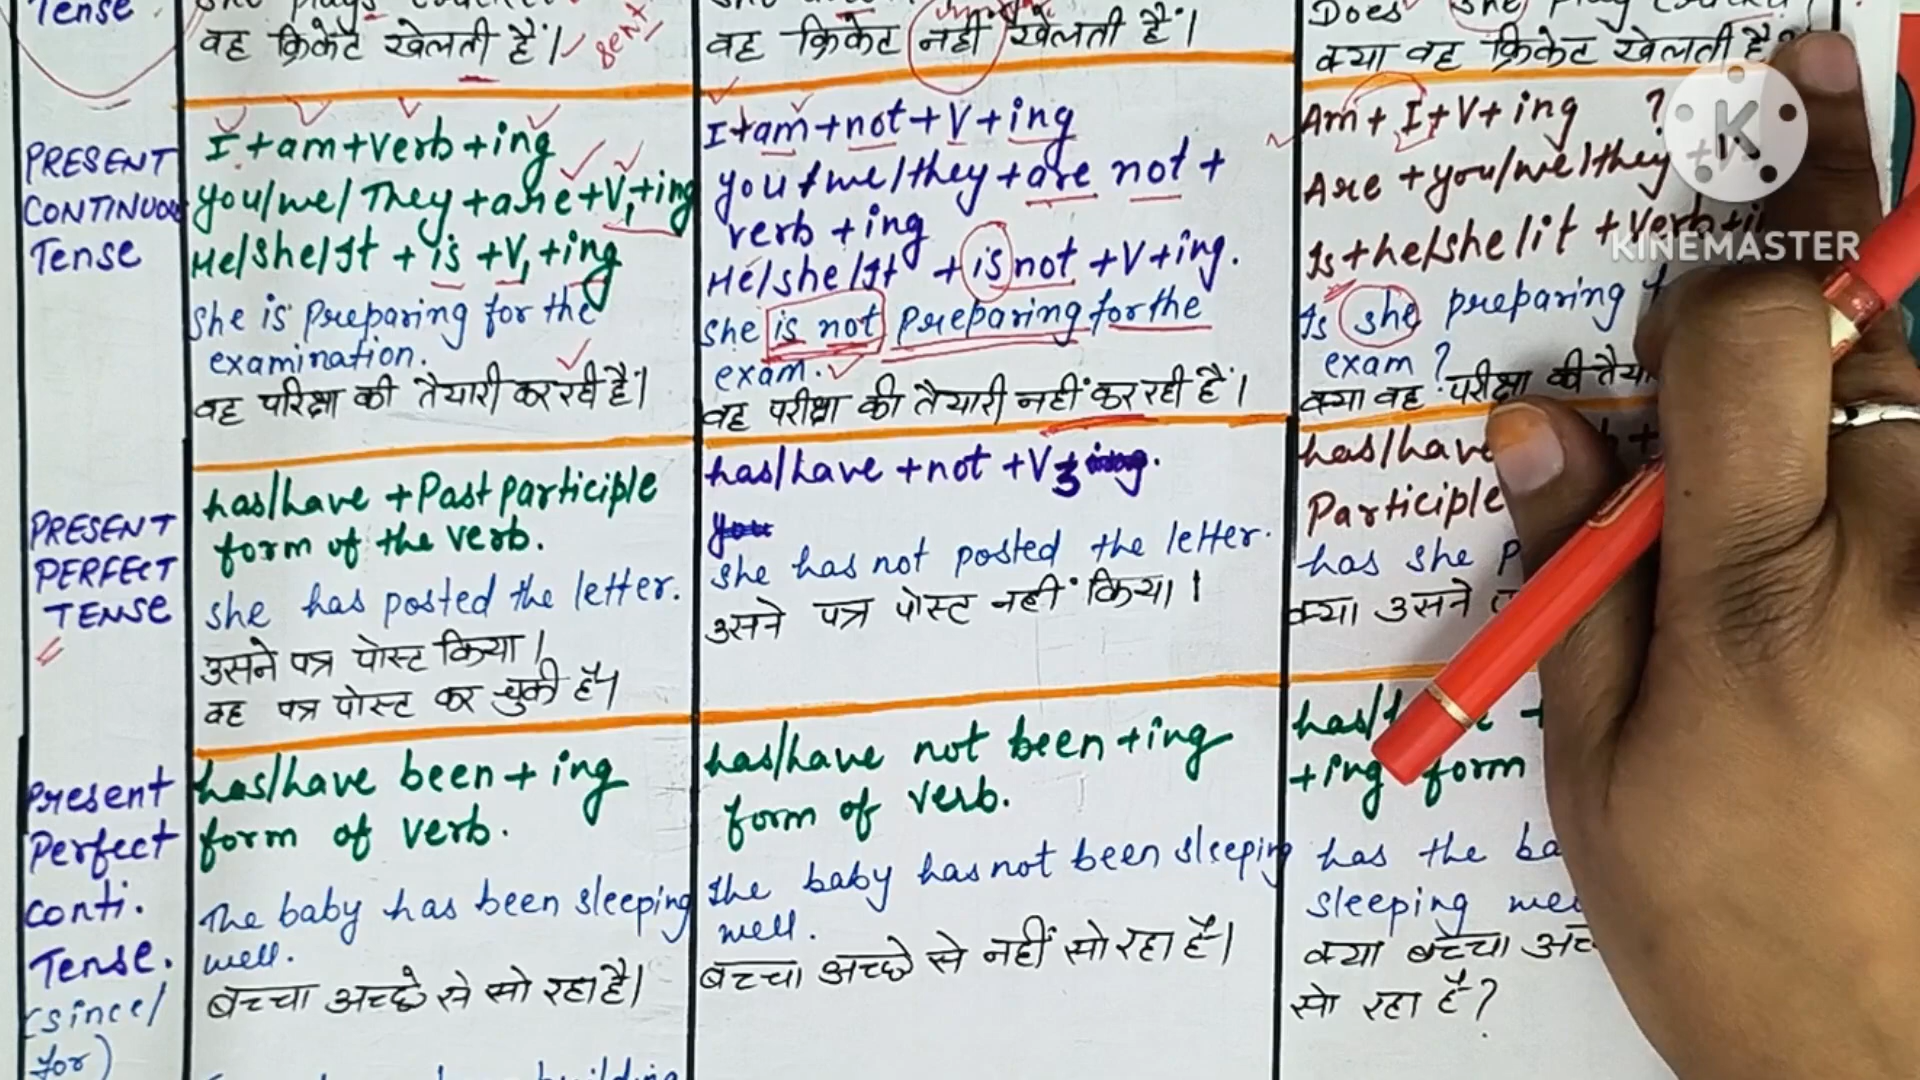 Tense
She plays
वह क्रिकेट खेलती है।
वह क्रिकेट नहीं खेलती है।
Does she play
क्या वह क्रिकेट खेलती है?
PRESENT
CONTINUOUS
Tense
I+am+verb+ing
you/we/They+are+V₁+ing
He/she/It + is +V₁+ing
She is preparing for the
examination.
वह परिक्षा की तैयारी कर रही है।
I+am+not+V+ing
you+we/they+are not+
verb+ing
He/she/It +is not +V+ing.
she is not preparing for the
exam.
वह परीक्षा की तैयारी नहीं कर रही है।
Am+I+V+ing ?
Are+you/we/they
Is+he/she/it+verb+
Is she preparing
exam?
क्या वह परीक्षा की
KINEMASTER
PRESENT
PERFECT
TENSE
has/have +Past participle
form of the verb.
she has posted the letter.
उसने पत्र पोस्ट किया।
वह पत्र पोस्ट कर चुकी है।
has/have +not +V3
you
she has not posted the letter.
उसने पत्र पोस्ट नहीं किया।
has/have
Participle
has she
क्या उसने
Present
Perfect
conti.
Tense.
(since/
for)
has/have been+ing
form of verb.
The baby has been sleeping
well.
बच्चा अच्छे से सो रहा है।
has/have not been +ing
form of verb.
the baby has not been sleeping
well.
बच्चा अच्छे से नहीं सो रहा है।
+ing form
has the
sleeping
क्या बच्चा
सो रहा है?
building